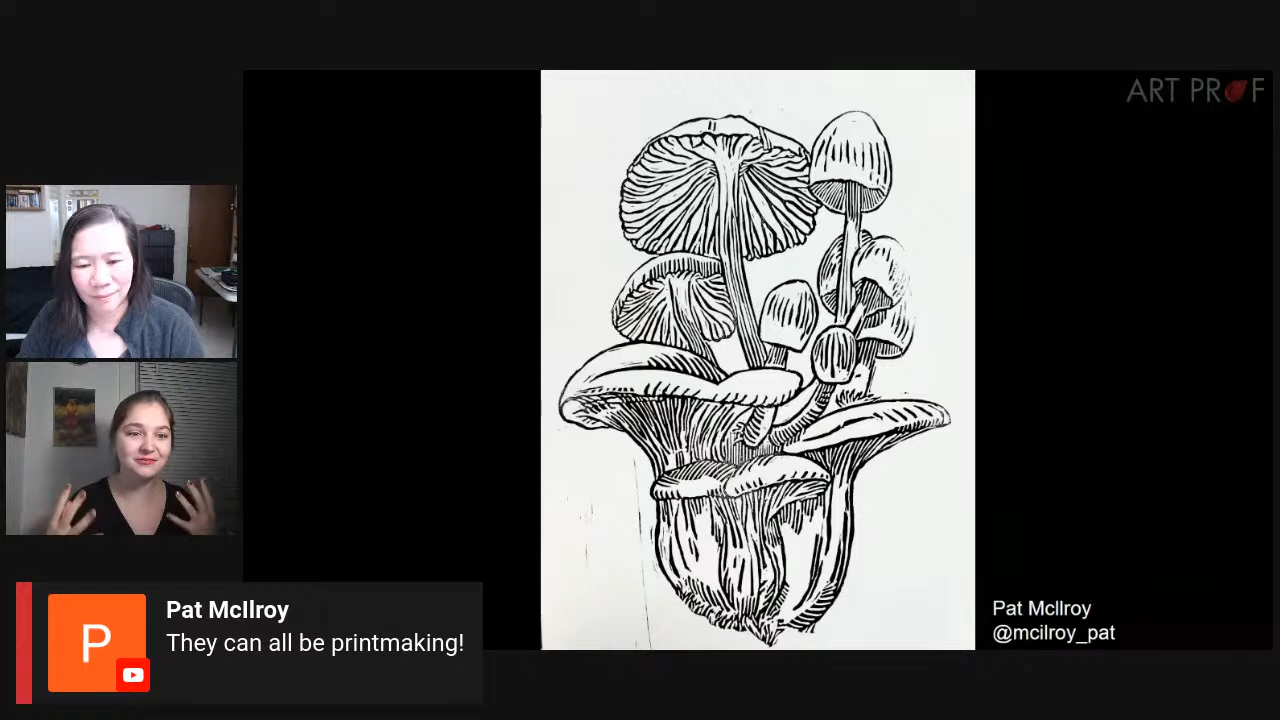 ART PROF
Pat McIlroy
They can all be printmaking!
P
Pat McIlroy
@mcilroy_pat